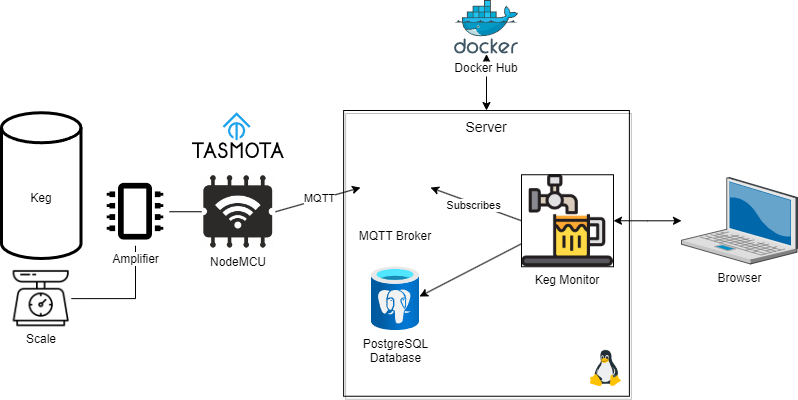 docker
Docker Hub
Server
TASMOTA
Keg
MQTT
Subscribes
MQTT Broker
Amplifier
NodeMCU
Keg Monitor
Browser
Scale
PostgreSQL
Database